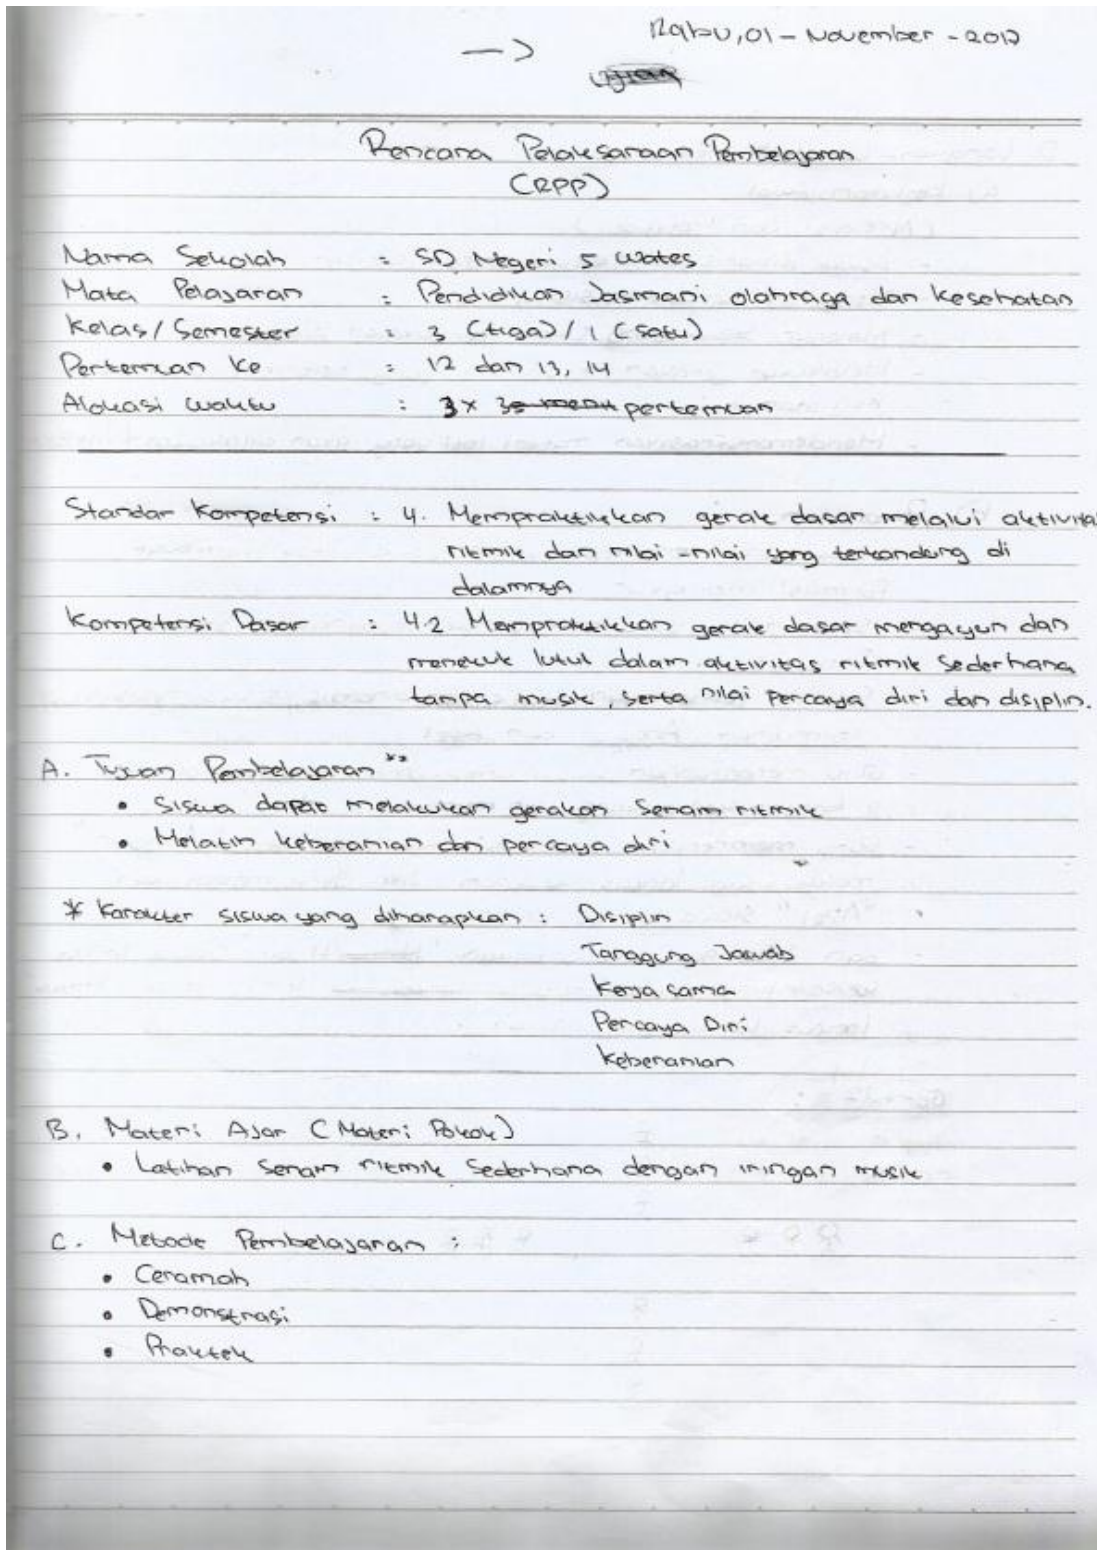 Rabu, 01 - November - 2017
—>
Rencana Pelaksanaan Pembelajaran
(RPP)
Nama Sekolah : SD Negeri 5 Wates
Mata Pelajaran : Pendidikan Jasmani olahraga dan Kesehatan
Kelas / Semester : 3 (tiga) / 1 (satu)
Pertemuan Ke : 12 dan 13, 14
Alokasi waktu : 3 x pertemuan
Standar Kompetensi : 4. Mempraktikkan gerak dasar melalui aktivita
ritmik dan nilai -nilai yang terkandung di
dalamnya
Kompetensi Dasar : 4.2 Mempraktikkan gerak dasar mengayun dan
menekuk lutut dalam aktivitas ritmik Sederhana
tanpa musik, serta nilai percaya diri dan disiplin.
A. Tujuan Pembelajaran **
• Siswa dapat melakukan gerakan Senam ritmik
• Melatih keberanian dan percaya diri
* Karakter siswa yang diharapkan : Disiplin
Tanggung Jawab
Kerja sama
Percaya Diri
Keberanian
B. Materi Ajar (Materi Pokok)
• Latihan Senam ritmik Sederhana dengan iringan musik
C. Metode Pembelajaran :
• Ceramah
• Demonstrasi
• Praktek